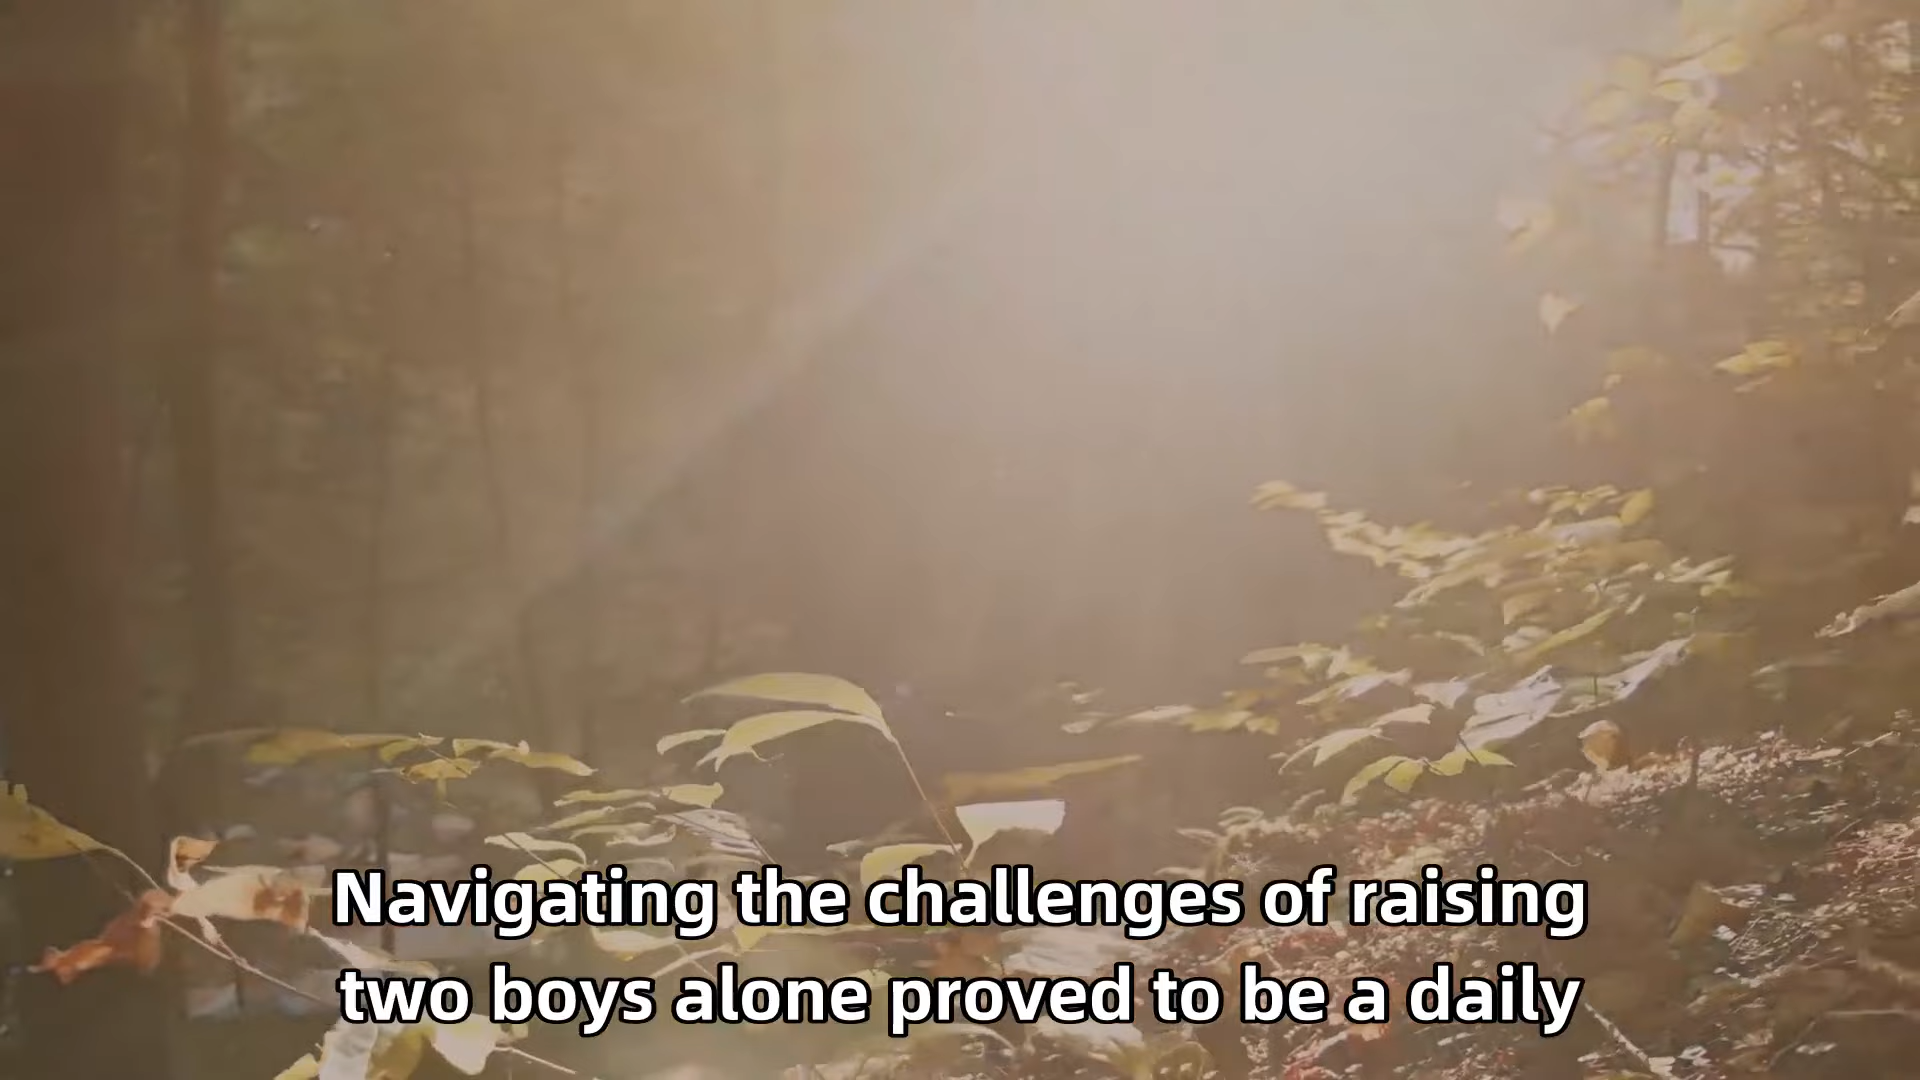 Navigating the challenges of raising
two boys alone proved to be a daily